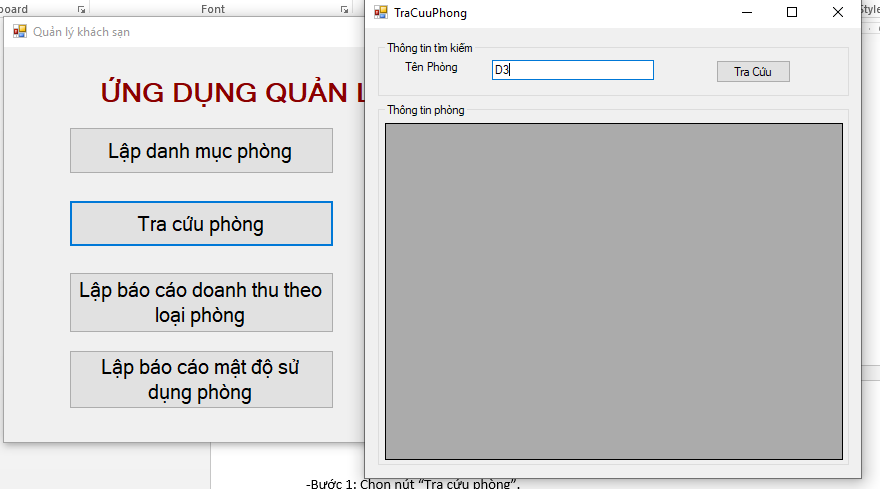 board
Font
Style
Quản lý khách sạn
ỨNG DỤNG QUẢN L
Lập danh mục phòng
Tra cứu phòng
Lập báo cáo doanh thu theo
loại phòng
Lập báo cáo mật độ sử
dụng phòng
TraCuuPhong
Thông tin tìm kiếm
Tên Phòng
D3
Tra Cứu
Thông tin phòng
-Bước 1: Chọn nút “Tra cứu phòng”.